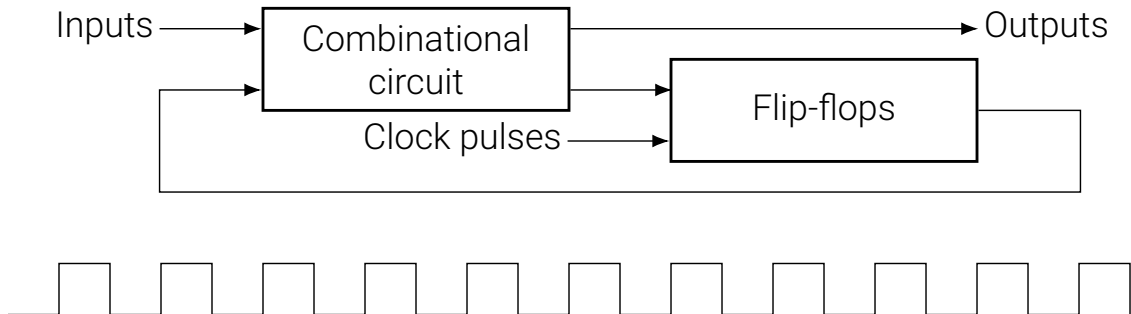 Inputs
Combinational
circuit
Outputs
Flip-flops
Clock pulses